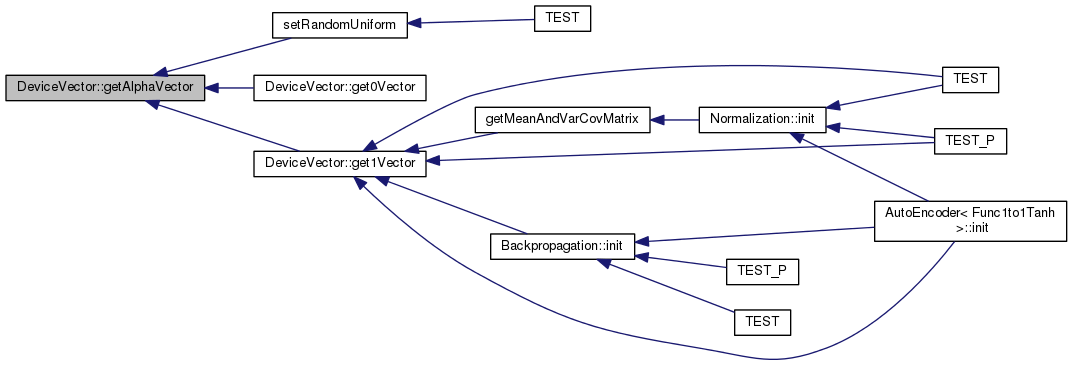 setRandomUniform
TEST
DeviceVector::getAlphaVector
DeviceVector::get0Vector
TEST
getMeanAndVarCovMatrix
Normalization::init
TEST_P
DeviceVector::get1Vector
AutoEncoder< Func1to1Tanh
>::init
Backpropagation::init
TEST_P
TEST